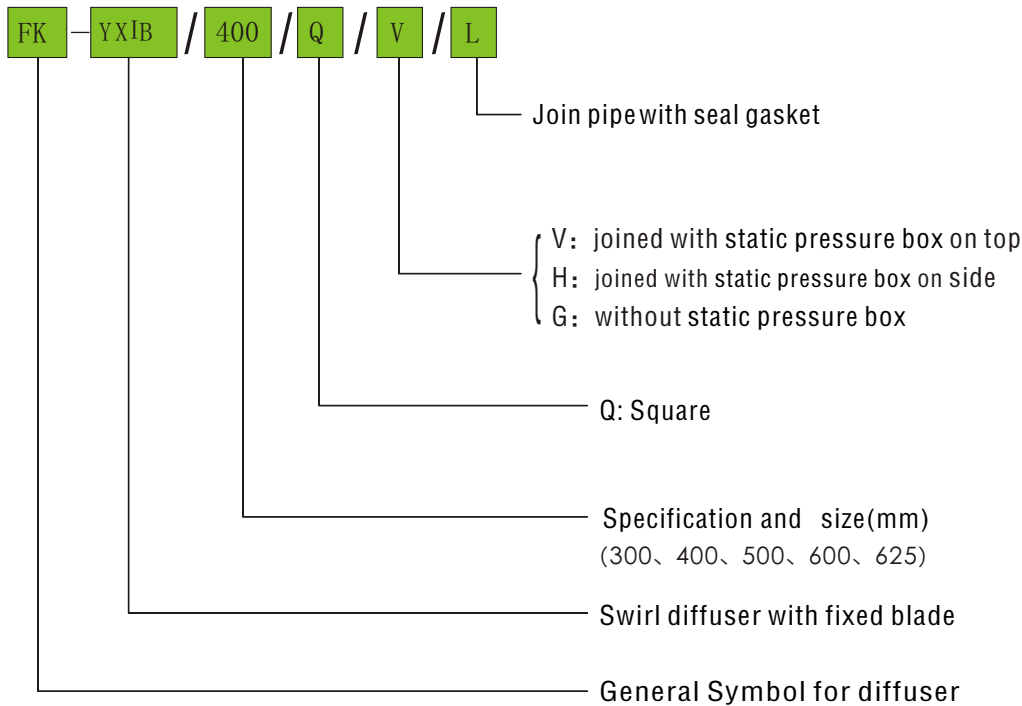 FK-YXIB/400/Q/V/L
Join pipe with seal gasket
V: joined with static pressure box on top
H: joined with static pressure box on side
G: without static pressure box
Q: Square
Specification and size(mm)
(300、400、500、600、625)
Swirl diffuser with fixed blade
General Symbol for diffuser